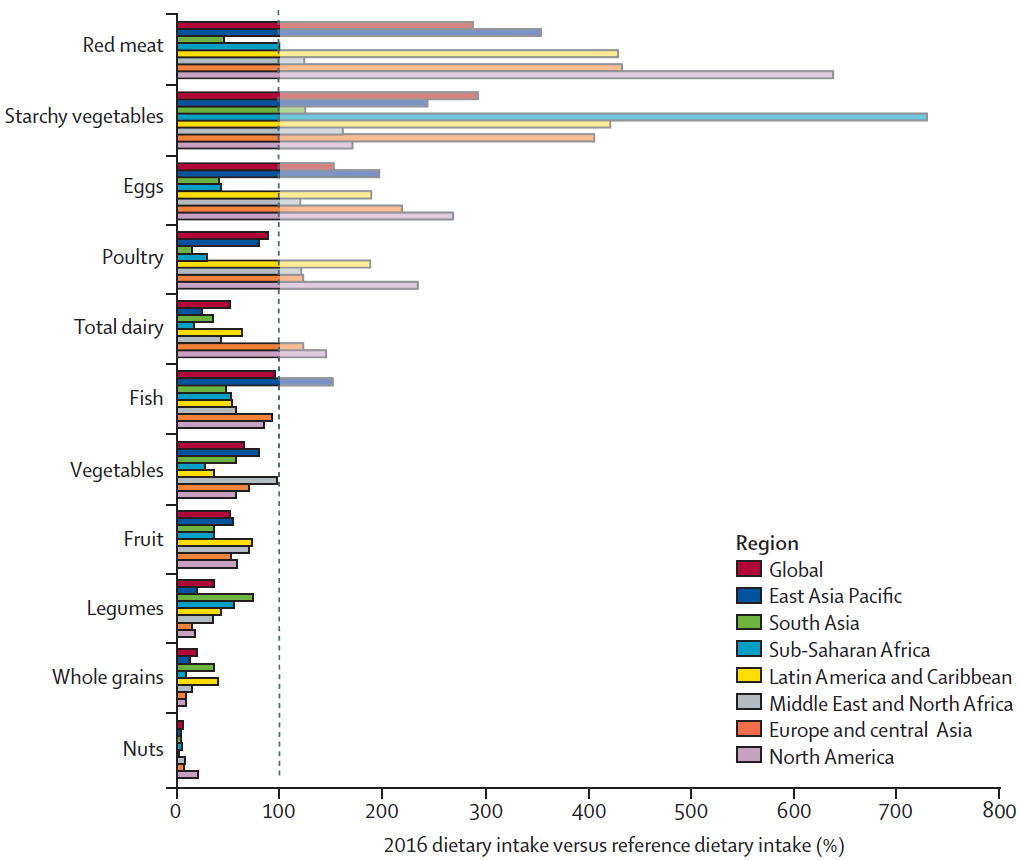 Red meat
Starchy vegetables
Eggs
Poultry
Total dairy
Fish
Vegetables
Fruit
Legumes
Whole grains
Nuts
Region
Global
East Asia Pacific
South Asia
Sub-Saharan Africa
Latin America and Caribbean
Middle East and North Africa
Europe and central Asia
North America
0 100 200 300 400 500 600 700 800
2016 dietary intake versus reference dietary intake (%)